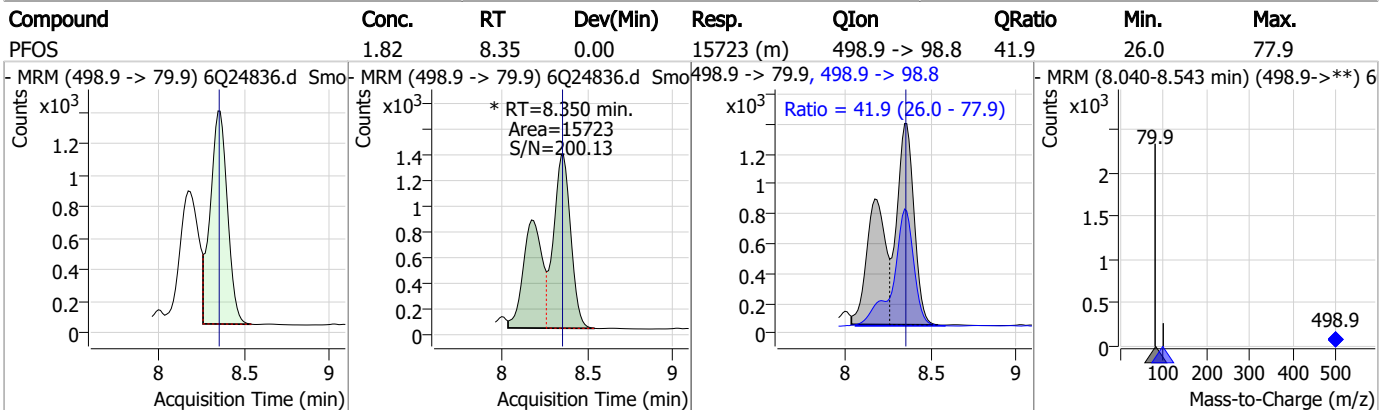 Compound Conc. RT Dev(Min) Resp. QIon QRatio Min. Max.
PFOS 1.82 8.35 0.00 15723 (m) 498.9 -> 98.8 41.9 26.0 77.9
- MRM (498.9 -> 79.9) 6Q24836.d Smo
Counts
x10³
1.2
1
0.8
0.6
0.4
0.2
0
8 8.5 9
Acquisition Time (min)
- MRM (498.9 -> 79.9) 6Q24836.d Smo
Counts
x10³
* RT=8.350 min.
Area=15723
S/N=200.13
1.4
1.2
1
0.8
0.6
0.4
0.2
0
8 8.5 9
Acquisition Time (min)
498.9 -> 79.9, 498.9 -> 98.8
Counts
x10³
Ratio = 41.9 (26.0 - 77.9)
1.2
1
0.8
0.6
0.4
0.2
0
8 8.5 9
Acquisition Time (min)
- MRM (8.040-8.543 min) (498.9->**) 6
Counts
x10³
79.9
2
1.5
1
0.5
498.9
0
100 200 300 400 500
Mass-to-Charge (m/z)